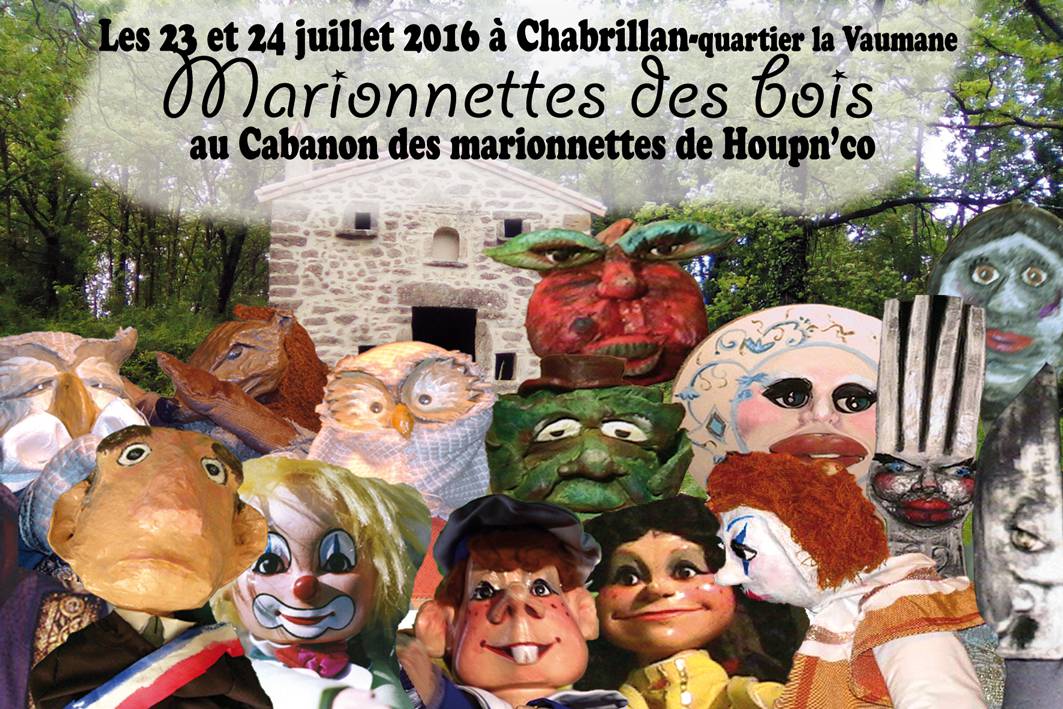 Les 23 et 24 juillet 2016 à Chabrillan-quartier la Vaumane
Marionnettes des bois
au Cabanon des marionnettes de Houpn'co